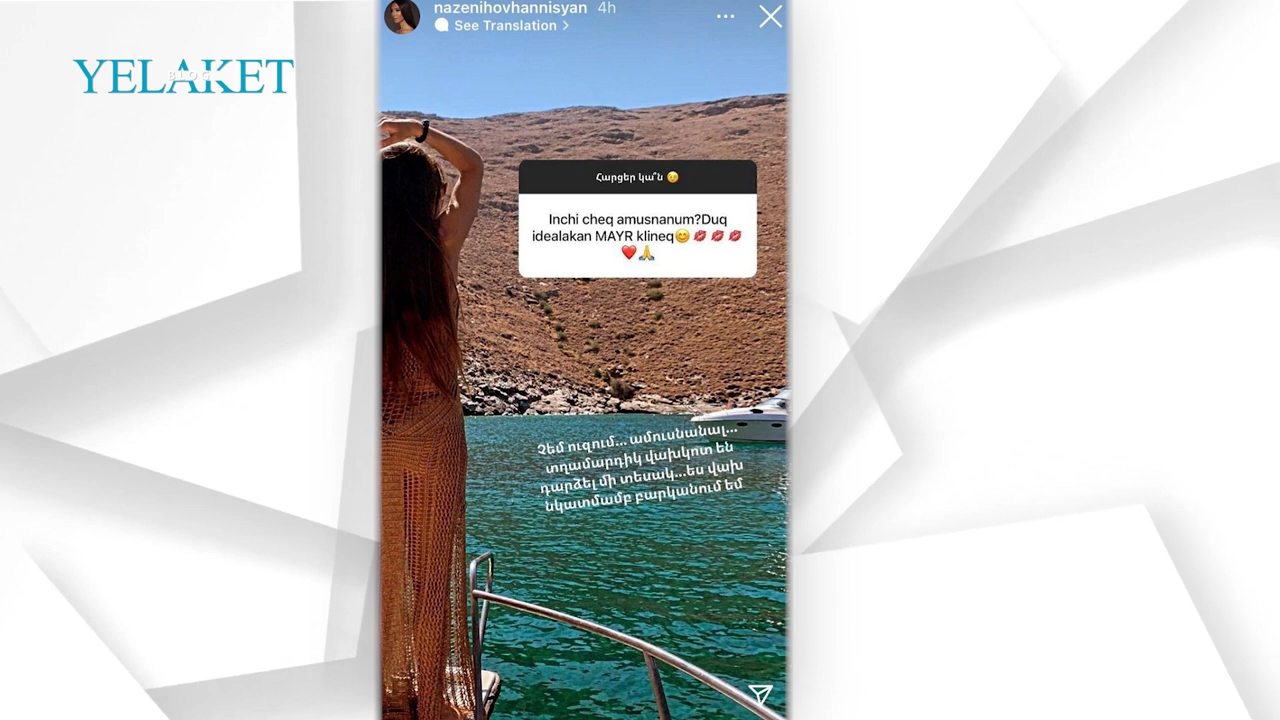 nazenihovhannisyan 4h
See Translation >
YELAKET
BLOG
Հարցեր կա՞ն 😉
Inchi cheq amusnanum?Duq
idealakan MAYR klineq😊💋💋💋
❤️🙏
Չեմ ուզում... ամուսնանալ...
տղամարդիկ վախկոտ են
դարձել մի տեսակ...ես վախ
նկատմամբ բարկանում եմ